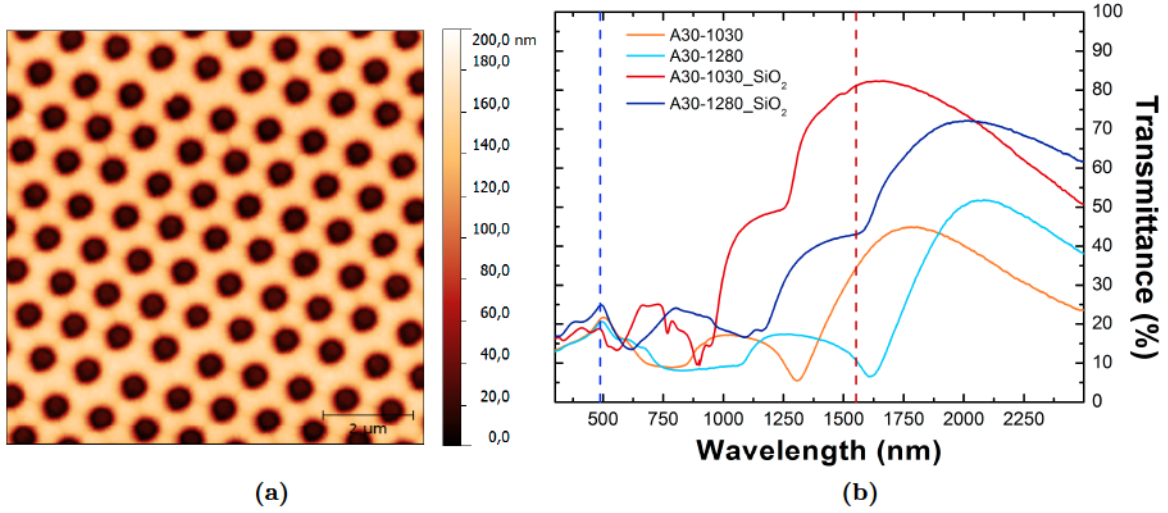 200,0 nm
180,0
160,0
140,0
120,0
100,0
80,0
60,0
40,0
20,0
0,0
2 µm
(a)
A30-1030
A30-1280
A30-1030_SiO₂
A30-1280_SiO₂
100
90
80
70
60
50
40
30
20
10
0
Transmittance (%)
500 750 1000 1250 1500 1750 2000 2250
Wavelength (nm)
(b)